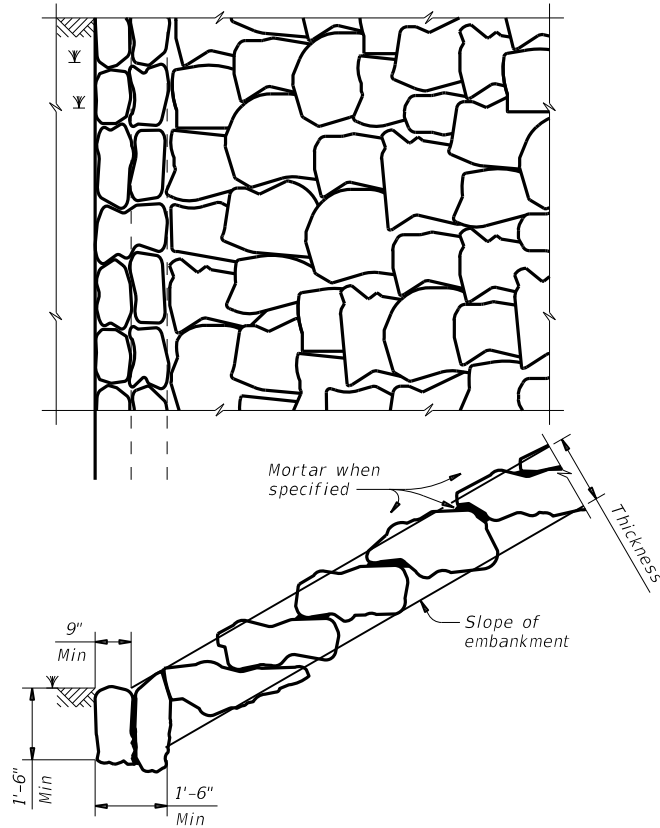 Mortar when
specified
Thickness
Slope of
embankment
9"
Min
1'-6"
Min
1'-6"
Min